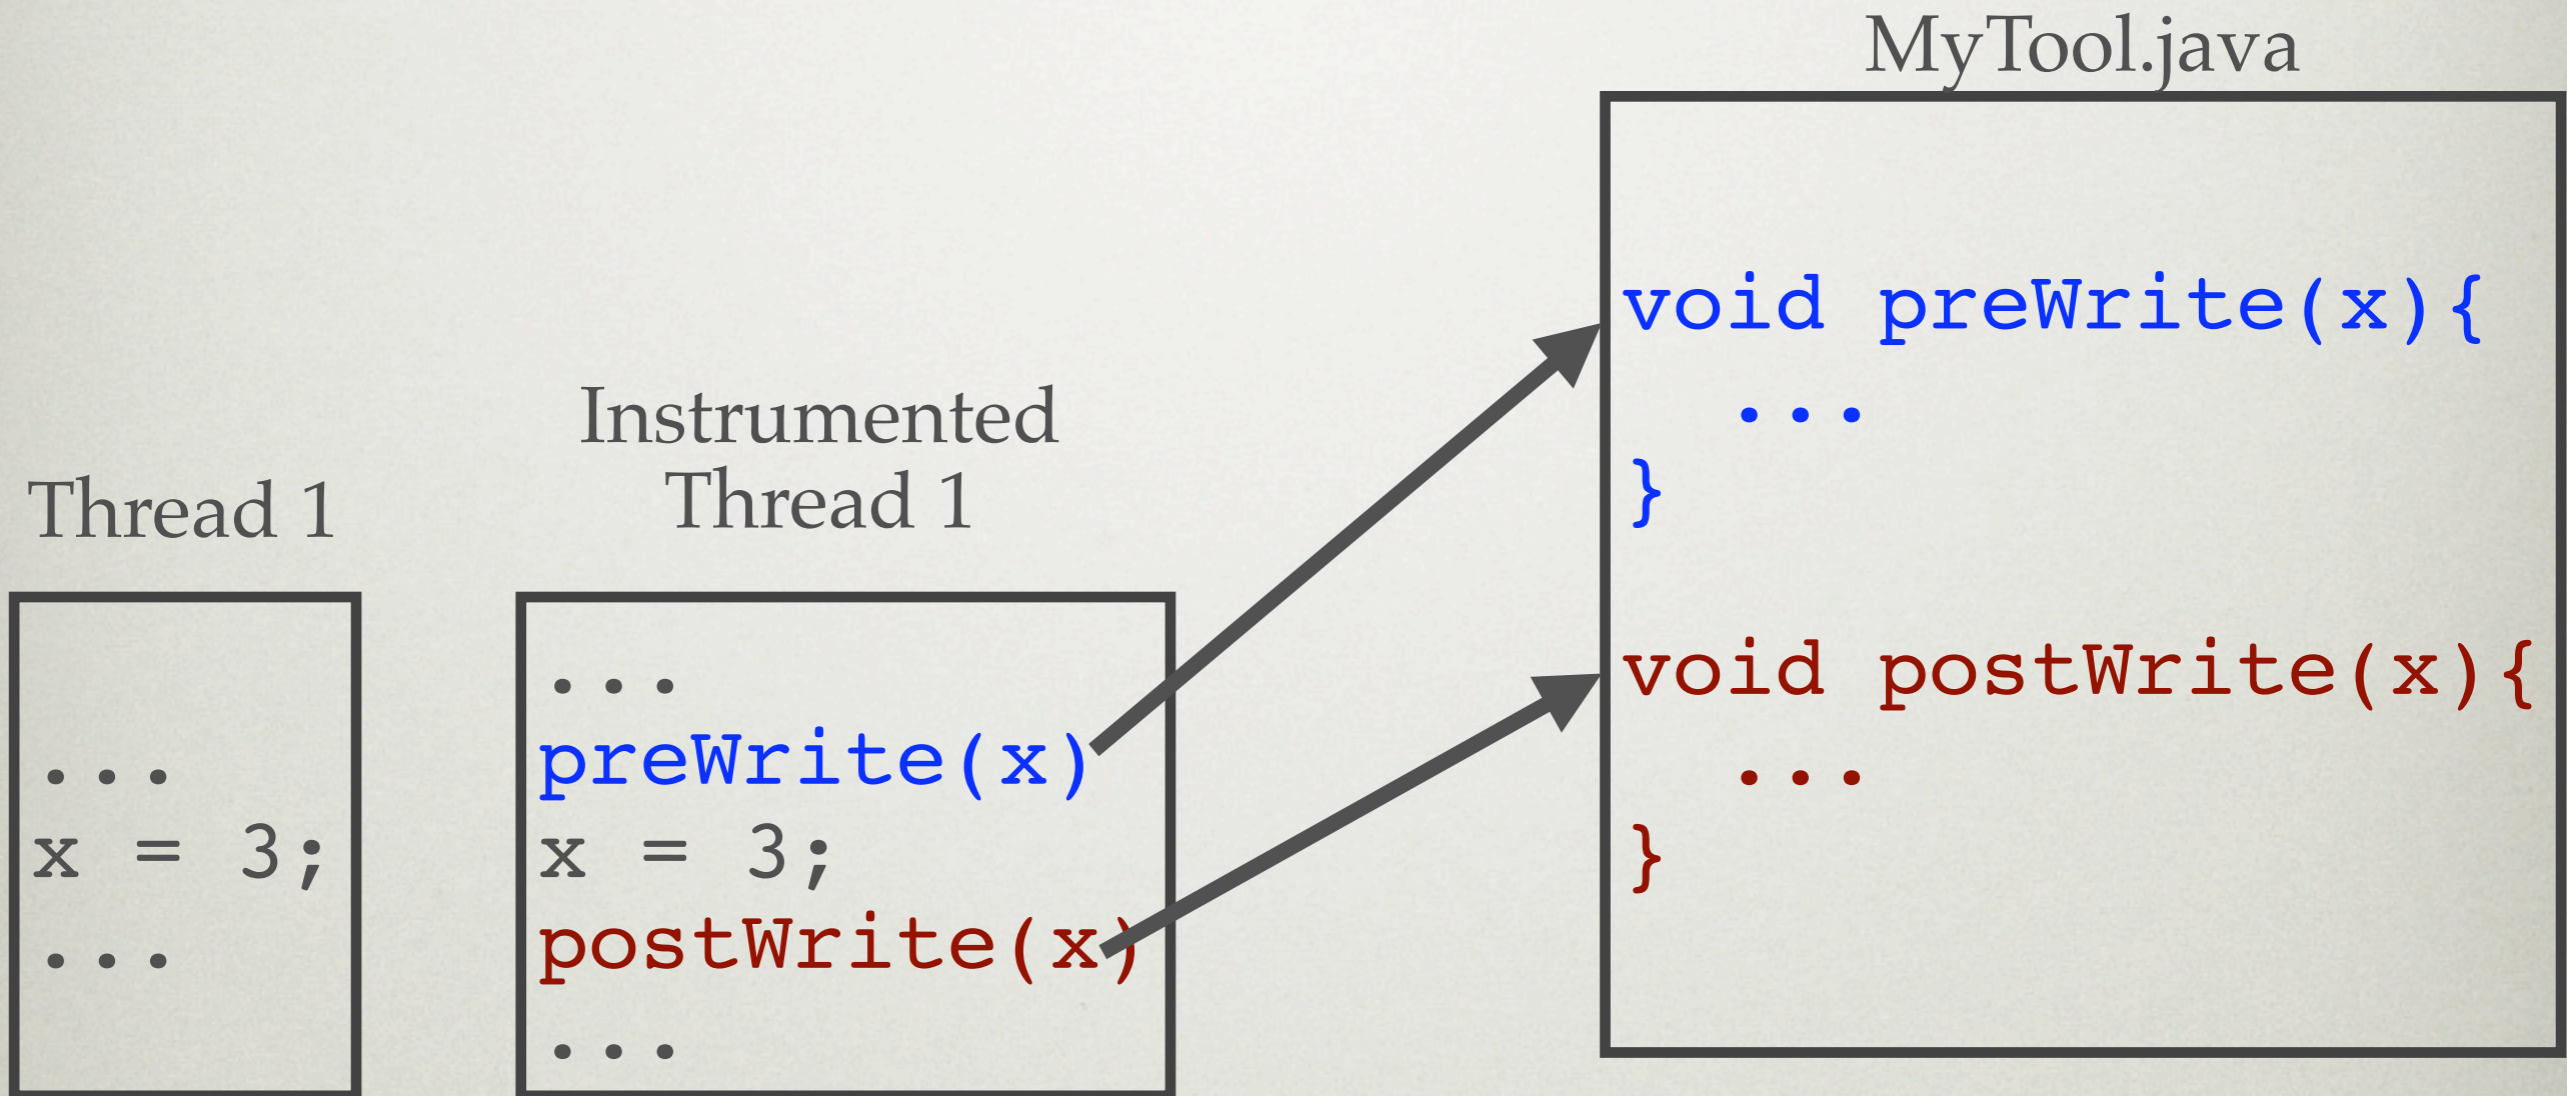 Thread 1
...
x = 3;
...
Instrumented
Thread 1
...
preWrite(x)
x = 3;
postWrite(x)
...
MyTool.java
void preWrite(x){
...
}
void postWrite(x){
...
}